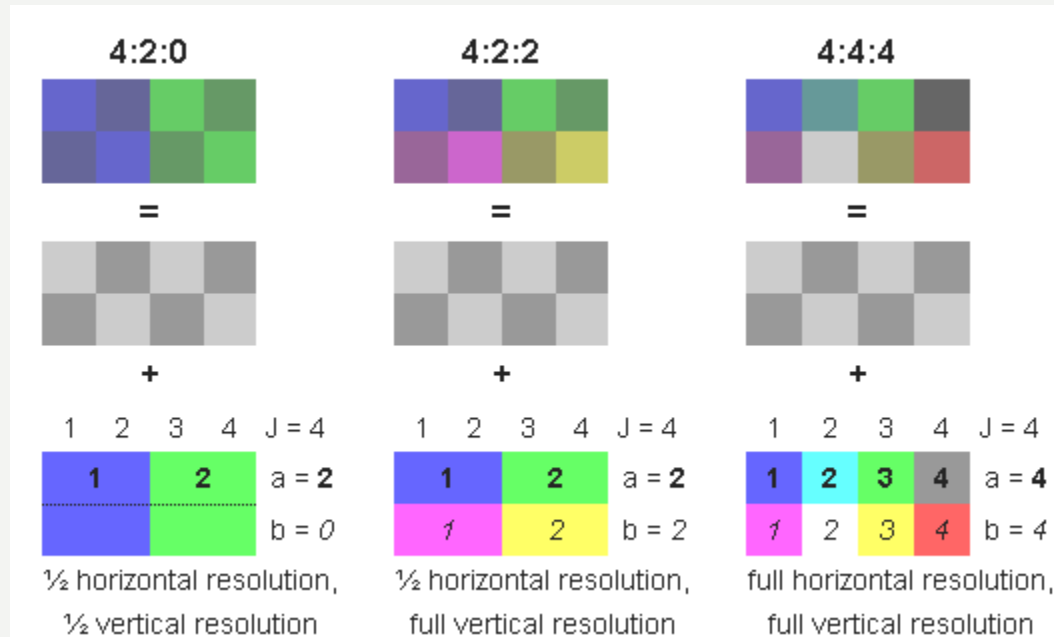 4:2:0 4:2:2 4:4:4
= = =
+ + +
1 2 3 4 J = 4 1 2 3 4 J = 4 1 2 3 4 J = 4
1 2 a = 2 1 2 a = 2 1 2 3 4 a = 4
b = 0 1 2 b = 2 1 2 3 4 b = 4
½ horizontal resolution, ½ horizontal resolution, full horizontal resolution,
½ vertical resolution full vertical resolution full vertical resolution